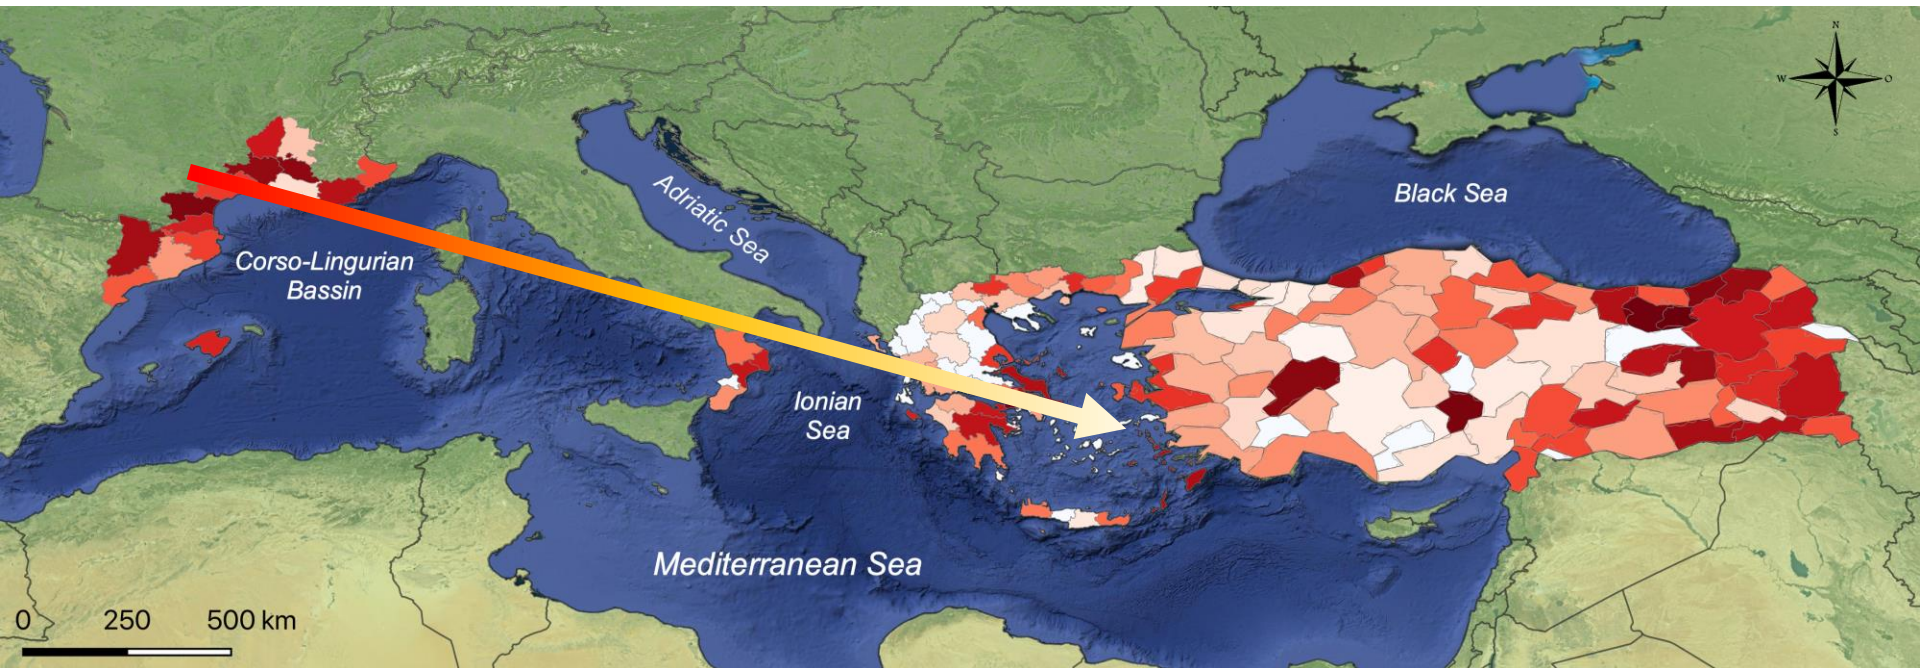 N
W
O
S
Black Sea
Adriatic Sea
Corso-Lingurian
Bassin
Ionian
Sea
Mediterranean Sea
0 250 500 km